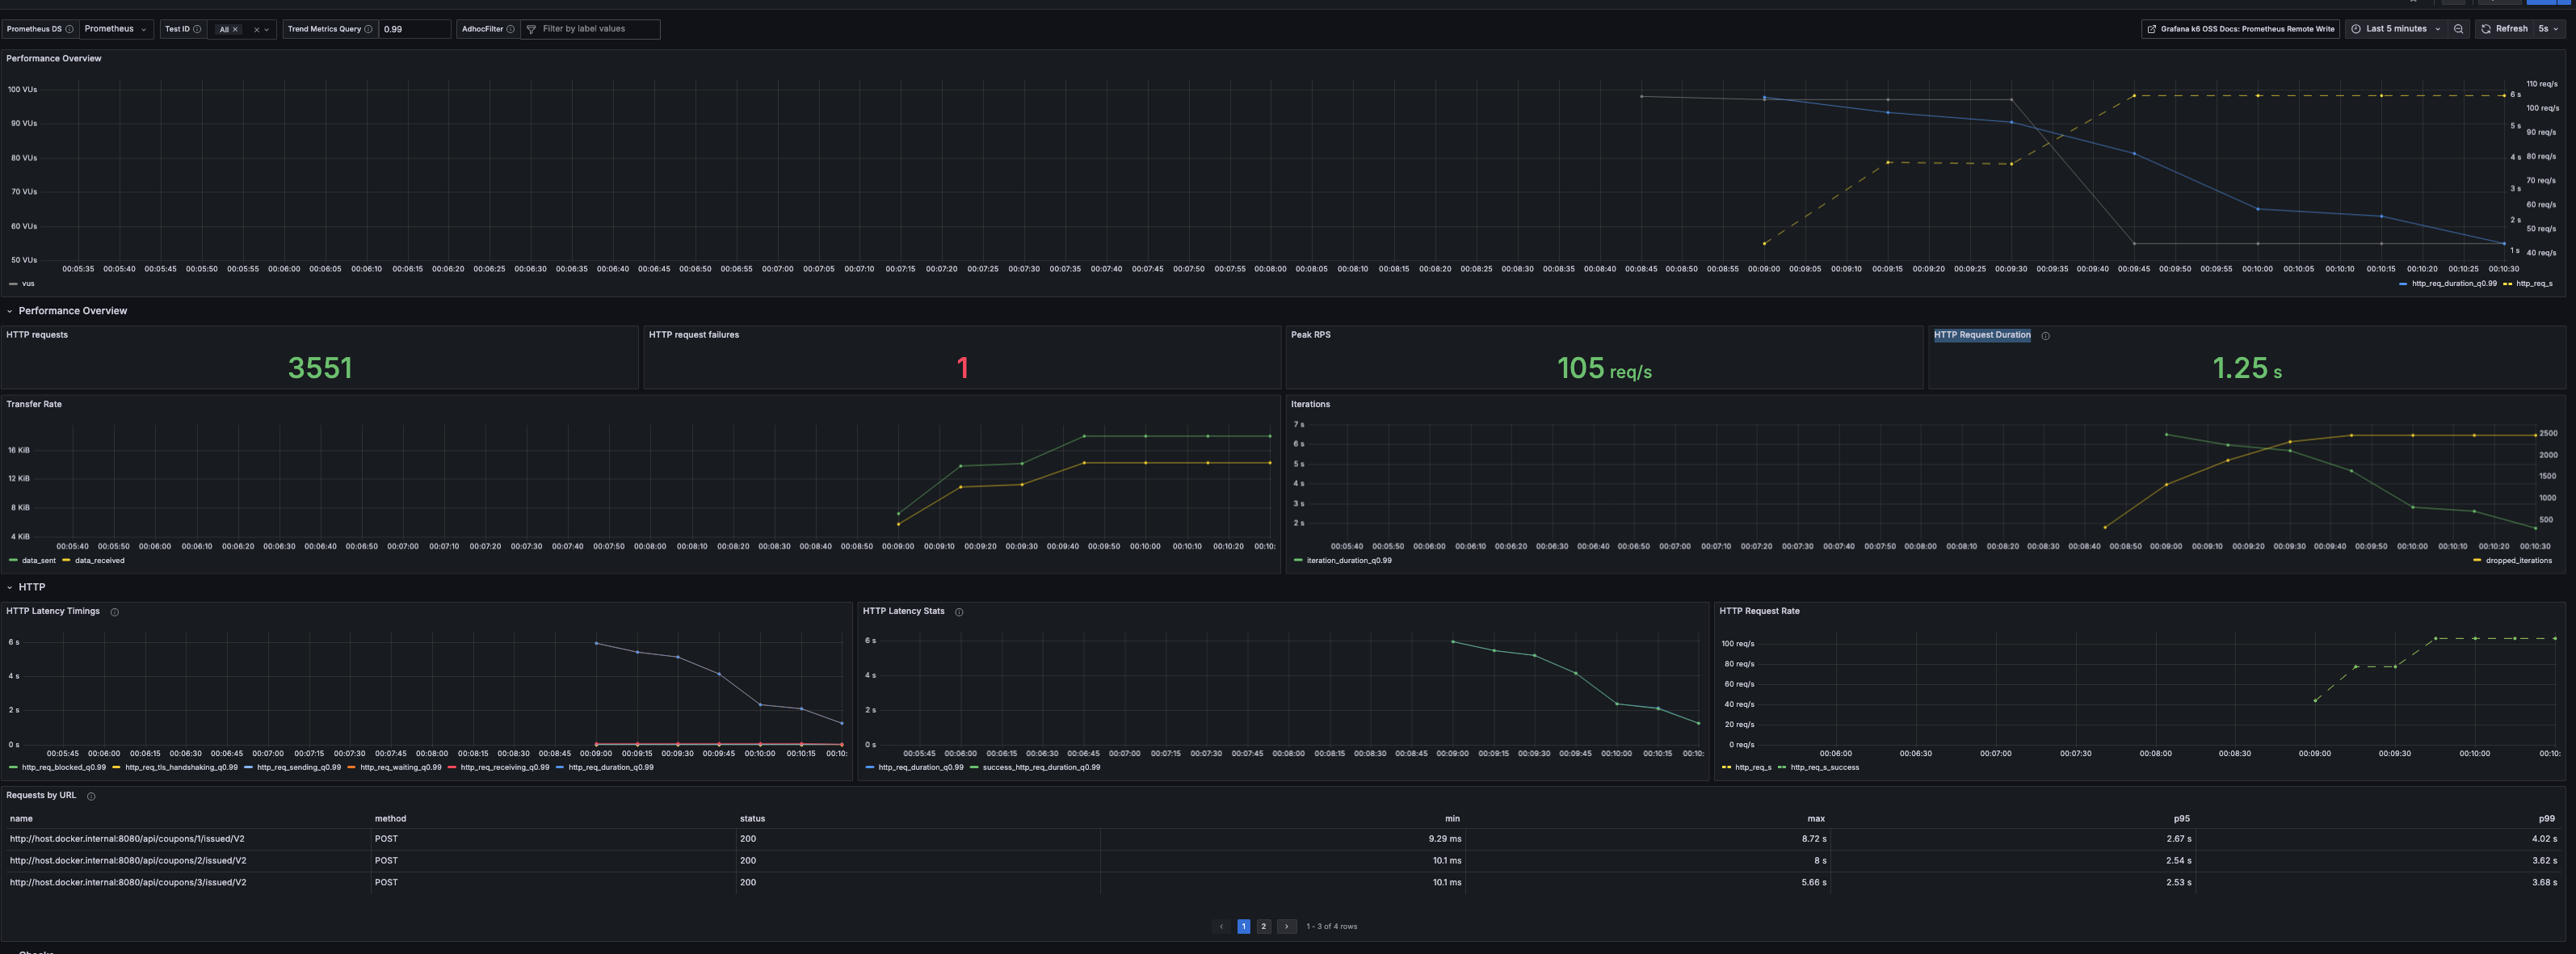 Prometheus DS Prometheus Test ID All Trend Metrics Query 0.99 AdhocFilter Filter by label values Grafana k6 OSS Docs: Prometheus Remote Write Last 5 minutes Refresh 5s
Performance Overview
100 VUs
90 VUs
80 VUs
70 VUs
60 VUs
50 VUs
6 s
5 s
4 s
3 s
2 s
1 s
110 req/s
100 req/s
90 req/s
80 req/s
70 req/s
60 req/s
50 req/s
40 req/s
00:05:35 00:05:40 00:05:45 00:05:50 00:05:55 00:06:00 00:06:05 00:06:10 00:06:15 00:06:20 00:06:25 00:06:30 00:06:35 00:06:40 00:06:45 00:06:50 00:06:55 00:07:00 00:07:05 00:07:10 00:07:15 00:07:20 00:07:25 00:07:30 00:07:35 00:07:40 00:07:45 00:07:50 00:07:55 00:08:00 00:08:05 00:08:10 00:08:15 00:08:20 00:08:25 00:08:30 00:08:35 00:08:40 00:08:45 00:08:50 00:08:55 00:09:00 00:09:05 00:09:10 00:09:15 00:09:20 00:09:25 00:09:30 00:09:35 00:09:40 00:09:45 00:09:50 00:09:55 00:10:00 00:10:05 00:10:10 00:10:15 00:10:20 00:10:25 00:10:30
vus http_req_duration_q0.99 http_req_s
Performance Overview
HTTP requests
3551
HTTP request failures
1
Peak RPS
105 req/s
HTTP Request Duration
1.25 s
Transfer Rate
16 KiB
12 KiB
8 KiB
4 KiB
00:05:40 00:05:50 00:06:00 00:06:10 00:06:20 00:06:30 00:06:40 00:06:50 00:07:00 00:07:10 00:07:20 00:07:30 00:07:40 00:07:50 00:08:00 00:08:10 00:08:20 00:08:30 00:08:40 00:08:50 00:09:00 00:09:10 00:09:20 00:09:30 00:09:40 00:09:50 00:10:00 00:10:10 00:10:20 00:10:
data_sent data_received
Iterations
7 s
6 s
5 s
4 s
3 s
2 s
2500
2000
1500
1000
500
00:05:40 00:05:50 00:06:00 00:06:10 00:06:20 00:06:30 00:06:40 00:06:50 00:07:00 00:07:10 00:07:20 00:07:30 00:07:40 00:07:50 00:08:00 00:08:10 00:08:20 00:08:30 00:08:40 00:08:50 00:09:00 00:09:10 00:09:20 00:09:30 00:09:40 00:09:50 00:10:00 00:10:10 00:10:20 00:10:30
iteration_duration_q0.99 dropped_iterations
HTTP
HTTP Latency Timings
6 s
4 s
2 s
0 s
00:05:45 00:06:00 00:06:15 00:06:30 00:06:45 00:07:00 00:07:15 00:07:30 00:07:45 00:08:00 00:08:15 00:08:30 00:08:45 00:09:00 00:09:15 00:09:30 00:09:45 00:10:00 00:10:15 00:10:
http_req_blocked_q0.99 http_req_tls_handshaking_q0.99 http_req_sending_q0.99 http_req_waiting_q0.99 http_req_receiving_q0.99 http_req_duration_q0.99
HTTP Latency Stats
6 s
4 s
2 s
0 s
00:05:45 00:06:00 00:06:15 00:06:30 00:06:45 00:07:00 00:07:15 00:07:30 00:07:45 00:08:00 00:08:15 00:08:30 00:08:45 00:09:00 00:09:15 00:09:30 00:09:45 00:10:00 00:10:15 00:10:
http_req_duration_q0.99 success_http_req_duration_q0.99
HTTP Request Rate
100 req/s
80 req/s
60 req/s
40 req/s
20 req/s
0 req/s
00:06:00 00:06:30 00:07:00 00:07:30 00:08:00 00:08:30 00:09:00 00:09:30 00:10:00 00:10:
http_req_s http_req_s_success
Requests by URL
name method status min max p95 p99
http://host.docker.internal:8080/api/coupons/1/issued/V2 POST 200 9.29 ms 8.72 s 2.67 s 4.02 s
http://host.docker.internal:8080/api/coupons/2/issued/V2 POST 200 10.1 ms 8 s 2.54 s 3.62 s
http://host.docker.internal:8080/api/coupons/3/issued/V2 POST 200 10.1 ms 5.66 s 2.53 s 3.68 s
1 2 1 - 3 of 4 rows